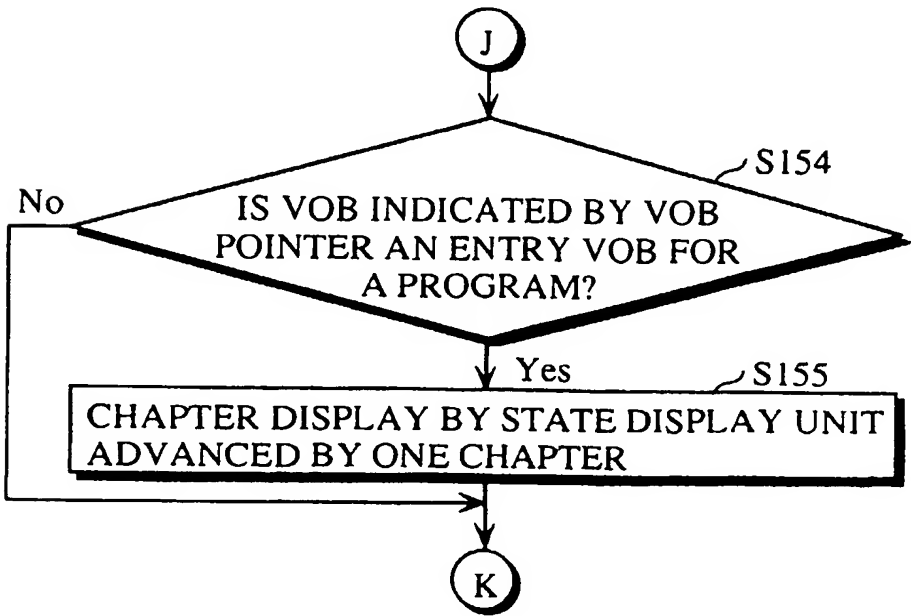 J
S154
No
IS VOB INDICATED BY VOB
POINTER AN ENTRY VOB FOR
A PROGRAM?
Yes
S155
CHAPTER DISPLAY BY STATE DISPLAY UNIT
ADVANCED BY ONE CHAPTER
K